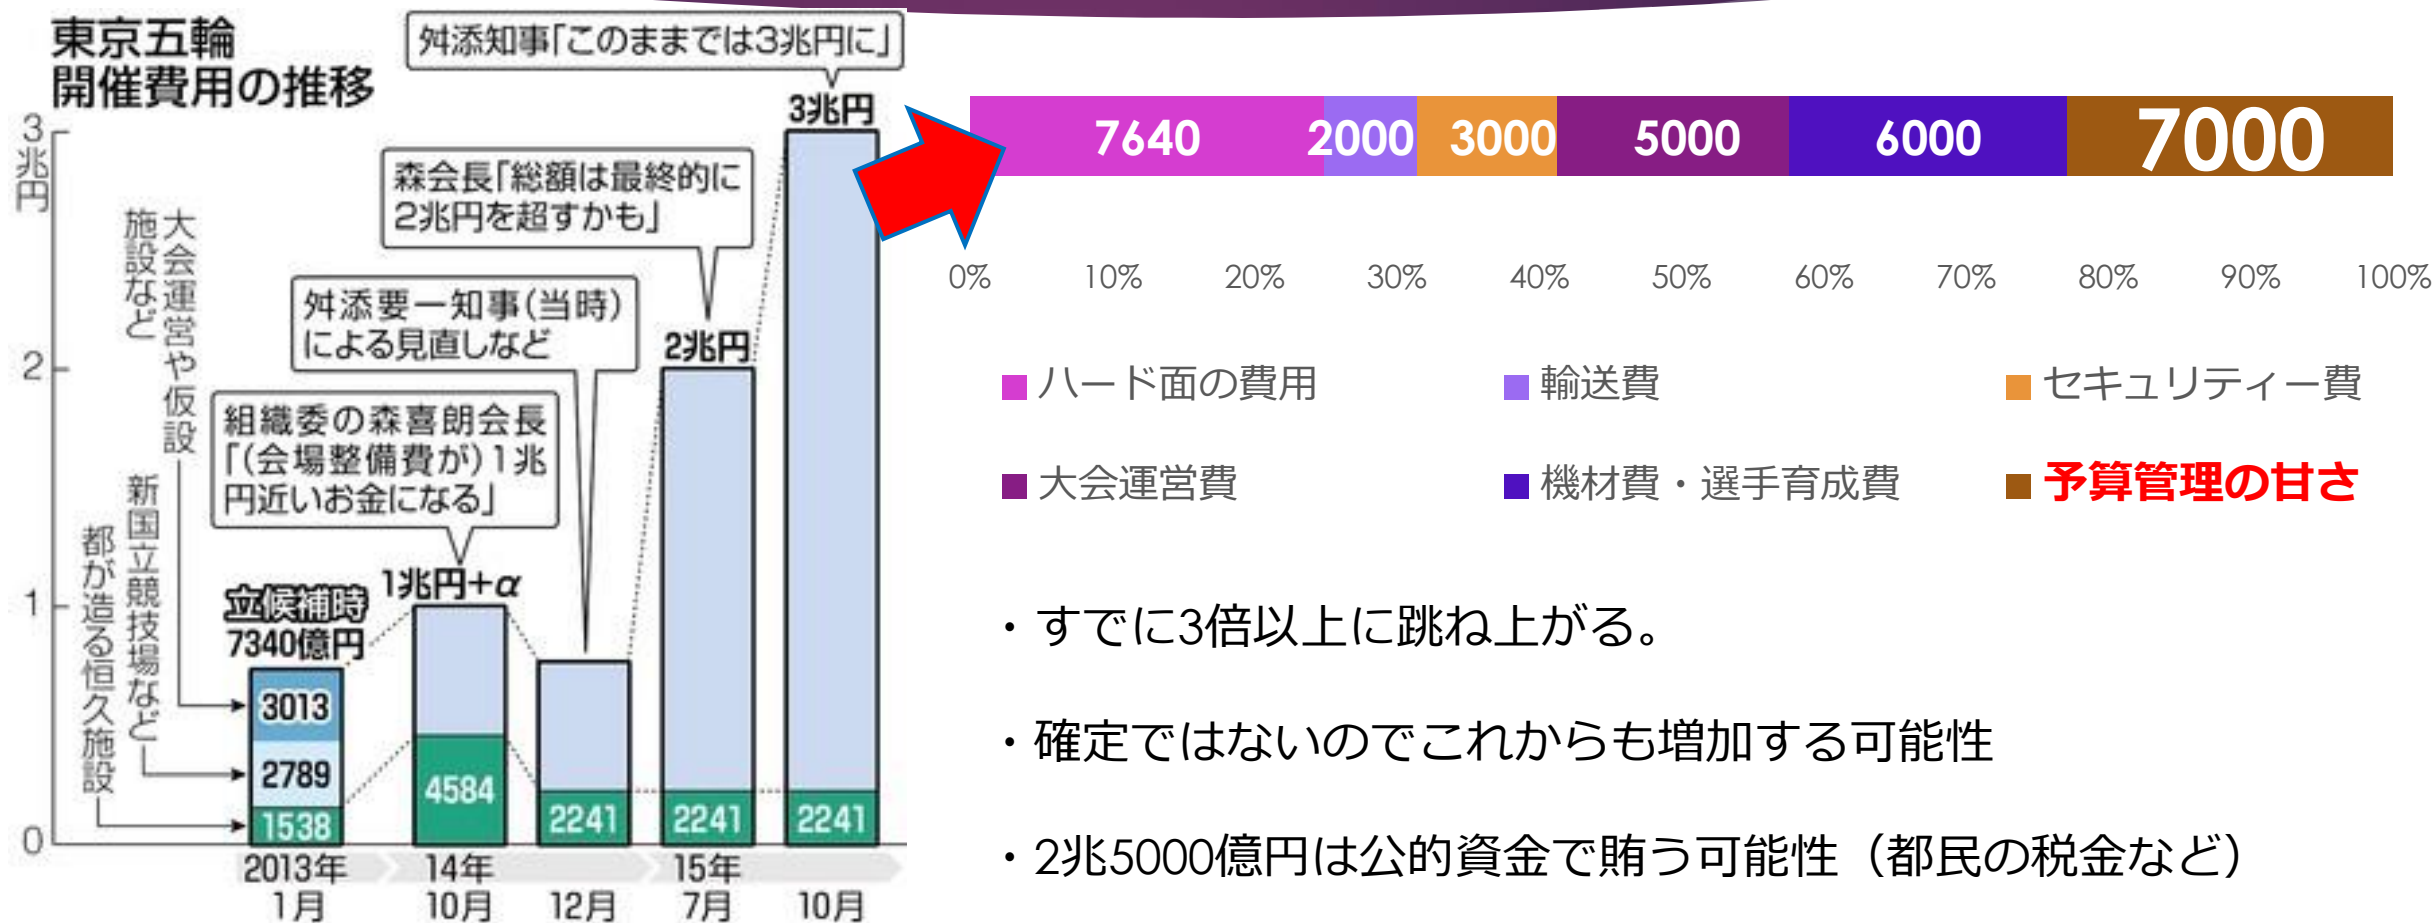 東京五輪
開催費用の推移
舛添知事「このままでは3兆円に」
3兆円
森会長「総額は最終的に
2兆円を超すかも」
2兆円
舛添要一知事(当時)
による見直しなど
組織委の森喜朗会長
「(会場整備費が)1兆
円近いお金になる」
1兆円+α
立候補時
7340億円
3
兆円
2
1
0
大会運営や仮設
施設など
新国立競技場など
都が造る恒久施設
3013
2789
1538
4584
2241
2241
2241
2013年 14年 15年
1月 10月 12月 7月 10月
7640 2000 3000 5000 6000 7000
0% 10% 20% 30% 40% 50% 60% 70% 80% 90% 100%
ハード面の費用 輸送費 セキュリティー費
大会運営費 機材費・選手育成費 予算管理の甘さ
・すでに3倍以上に跳ね上がる。
・確定ではないのでこれからも増加する可能性
・2兆5000億円は公的資金で賄う可能性（都民の税金など）